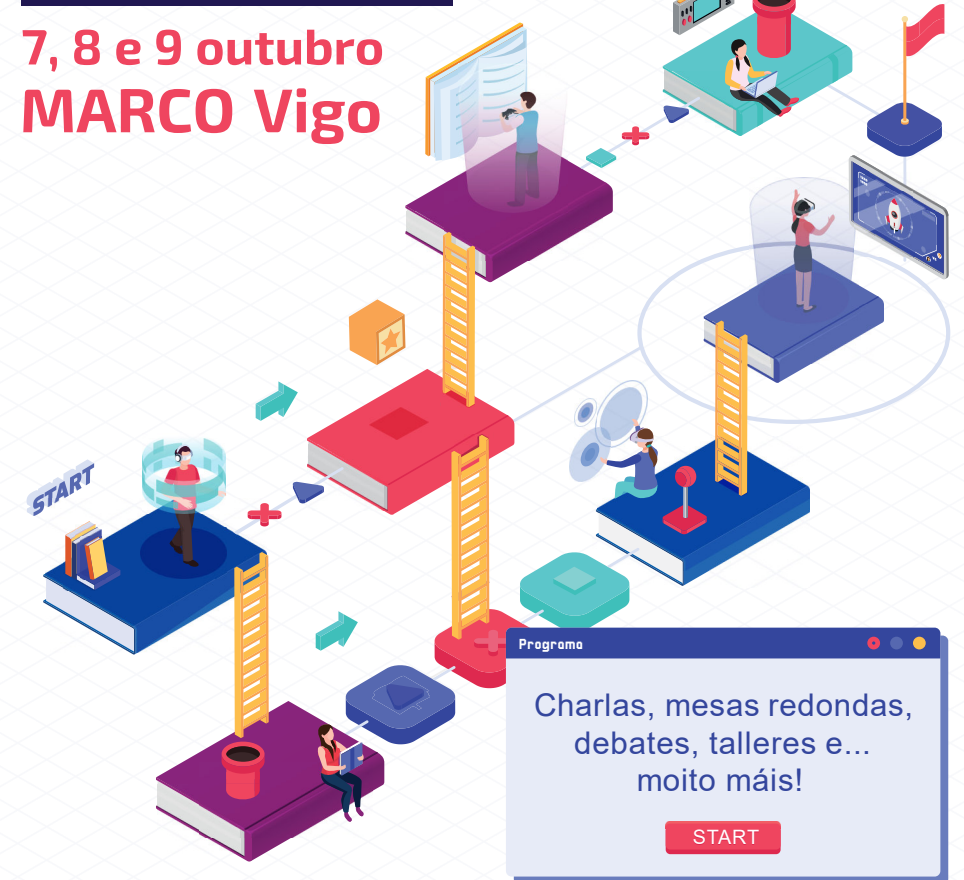 7, 8 e 9 outubro
MARCO Vigo
START
Programa
Charlas, mesas redondas,
debates, talleres e...
moito máis!
START